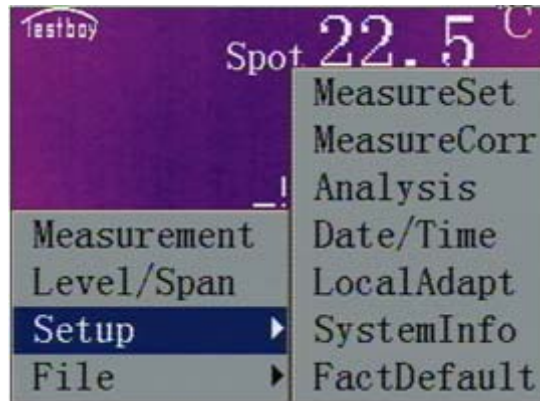 Testboy
Spot 22.5 °C
MeasureSet
MeasureCorr
Analysis
Date/Time
LocalAdapt
SystemInfo
FactDefault
Measurement
Level/Span
Setup
File